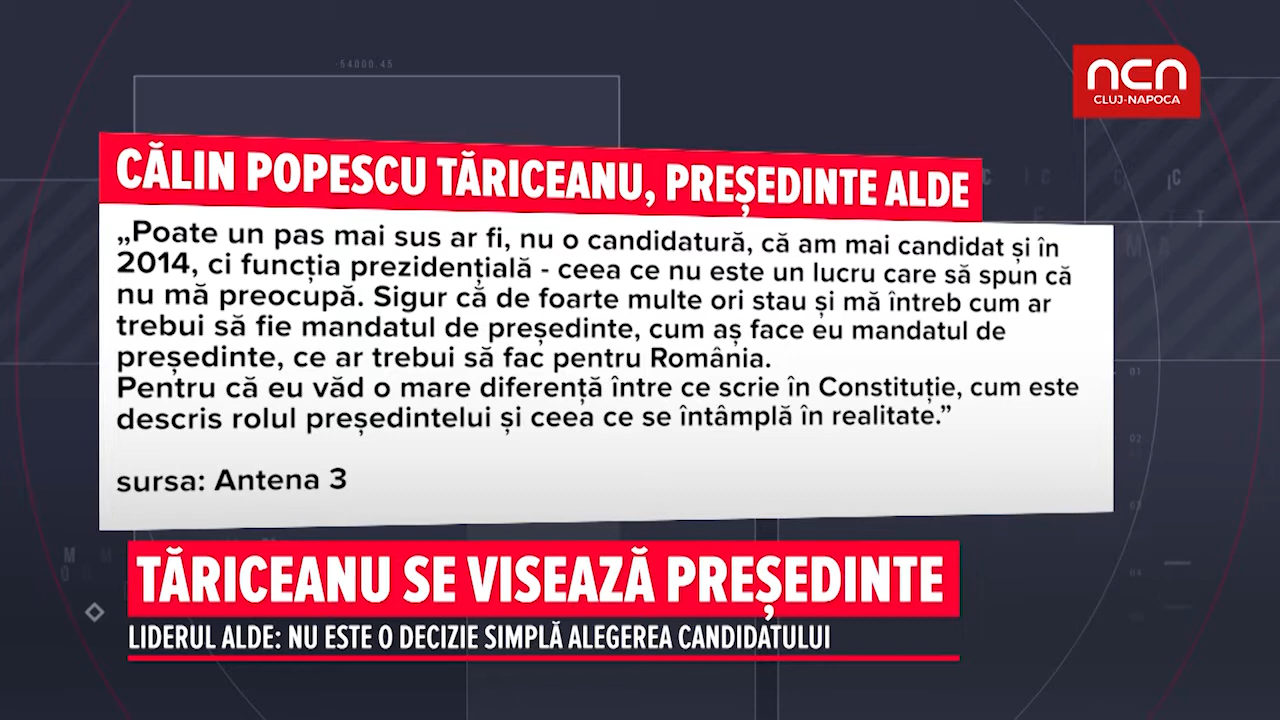 -54000.45
ncn
CLUJ-NAPOCA
CĂLIN POPESCU TĂRICEANU, PREȘEDINTE ALDE
„Poate un pas mai sus ar fi, nu o candidatură, că am mai candidat și în
2014, ci funcția prezidențială - ceea ce nu este un lucru care să spun că
nu mă preocupă. Sigur că de foarte multe ori stau și mă întreb cum ar
trebui să fie mandatul de președinte, cum aș face eu mandatul de
președinte, ce ar trebui să fac pentru România.
Pentru că eu văd o mare diferență între ce scrie în Constituție, cum este
descris rolul președintelui și ceea ce se întâmplă în realitate.”
sursa: Antena 3
01
02
04
TĂRICEANU SE VISEAZĂ PREȘEDINTE
LIDERUL ALDE: NU ESTE O DECIZIE SIMPLĂ ALEGEREA CANDIDATULUI